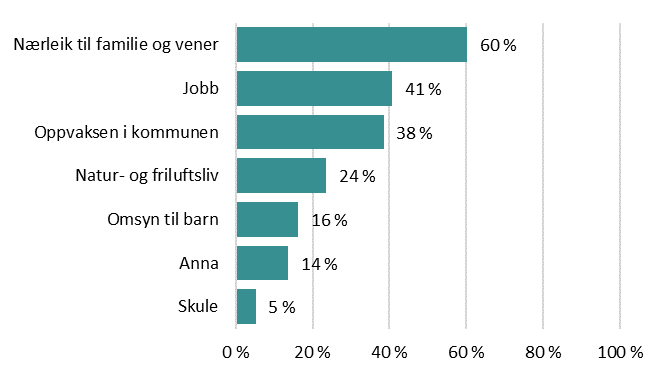 Nærleik til familie og vener 60 %
Jobb 41 %
Oppvaksen i kommunen 38 %
Natur- og friluftsliv 24 %
Omsyn til barn 16 %
Anna 14 %
Skule 5 %
0 % 20 % 40 % 60 % 80 % 100 %